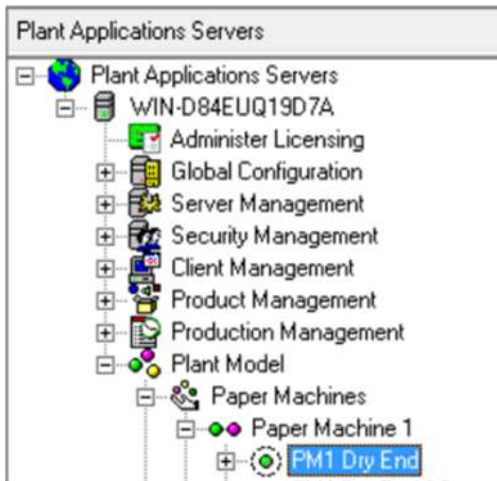 Plant Applications Servers
Plant Applications Servers
WIN-D84EUQ19D7A
Administer Licensing
Global Configuration
Server Management
Security Management
Client Management
Product Management
Production Management
Plant Model
Paper Machines
Paper Machine 1
PM1 Dry End